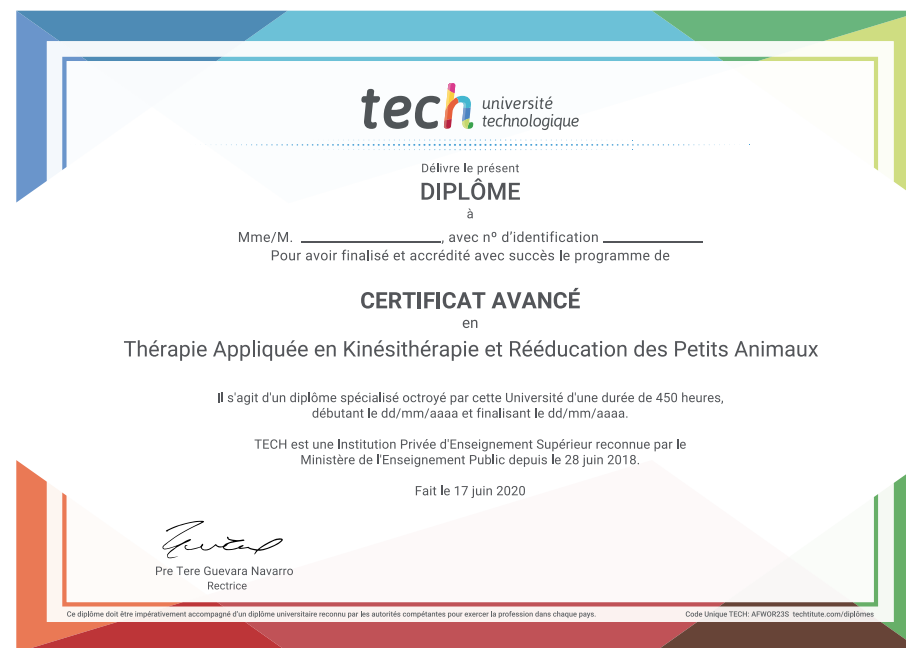 tech université
technologique
Délivre le présent
DIPLÔME
à
Mme/M. ____________________, avec nº d'identification ______________
Pour avoir finalisé et accrédité avec succès le programme de
CERTIFICAT AVANCÉ
en
Thérapie Appliquée en Kinésithérapie et Rééducation des Petits Animaux
Il s'agit d'un diplôme spécialisé octroyé par cette Université d'une durée de 450 heures,
débutant le dd/mm/aaaa et finalisant le dd/mm/aaaa.
TECH est une Institution Privée d'Enseignement Supérieur reconnue par le
Ministère de l'Enseignement Public depuis le 28 juin 2018.
Fait le 17 juin 2020
Pre Tere Guevara Navarro
Rectrice
Ce diplôme doit être impérativement accompagné d'un diplôme universitaire reconnu par les autorités compétantes pour exercer la profession dans chaque pays.
Code Unique TECH: AFWOR23S techtitute.com/diplômes